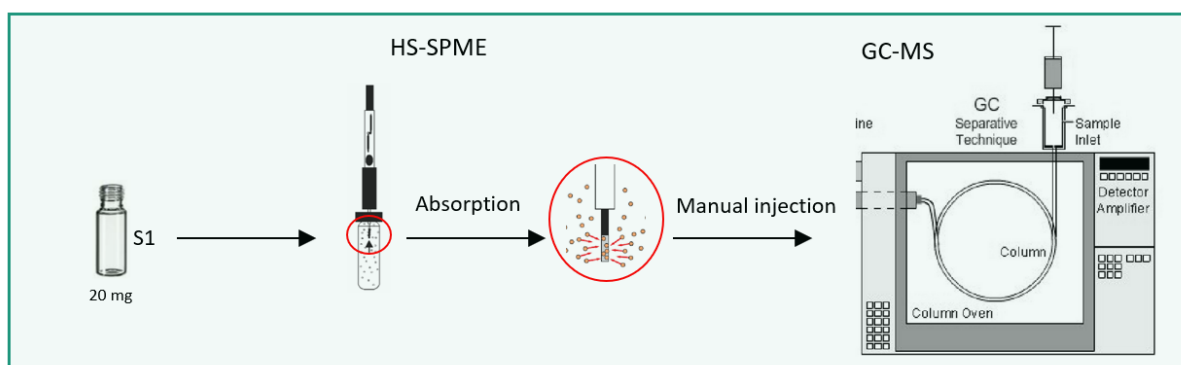 HS-SPME
GC-MS
S1
20 mg
Absorption
Manual injection
ine
GC
Separative
Technique
Sample
Inlet
Detector
Amplifier
Column
Column Oven